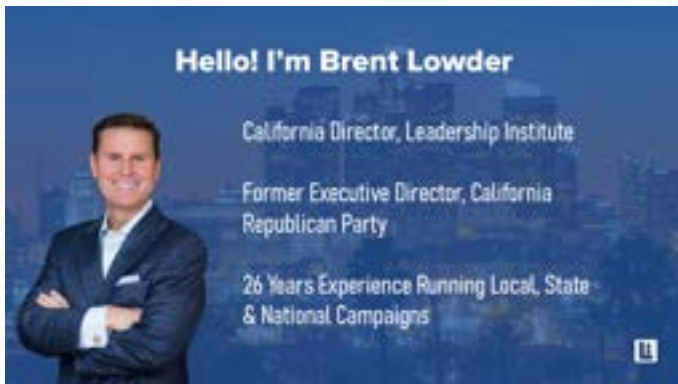 Hello! I'm Brent Lowder
California Director, Leadership Institute
Former Executive Director, California
Republican Party
26 Years Experience Running Local, State
& National Campaigns